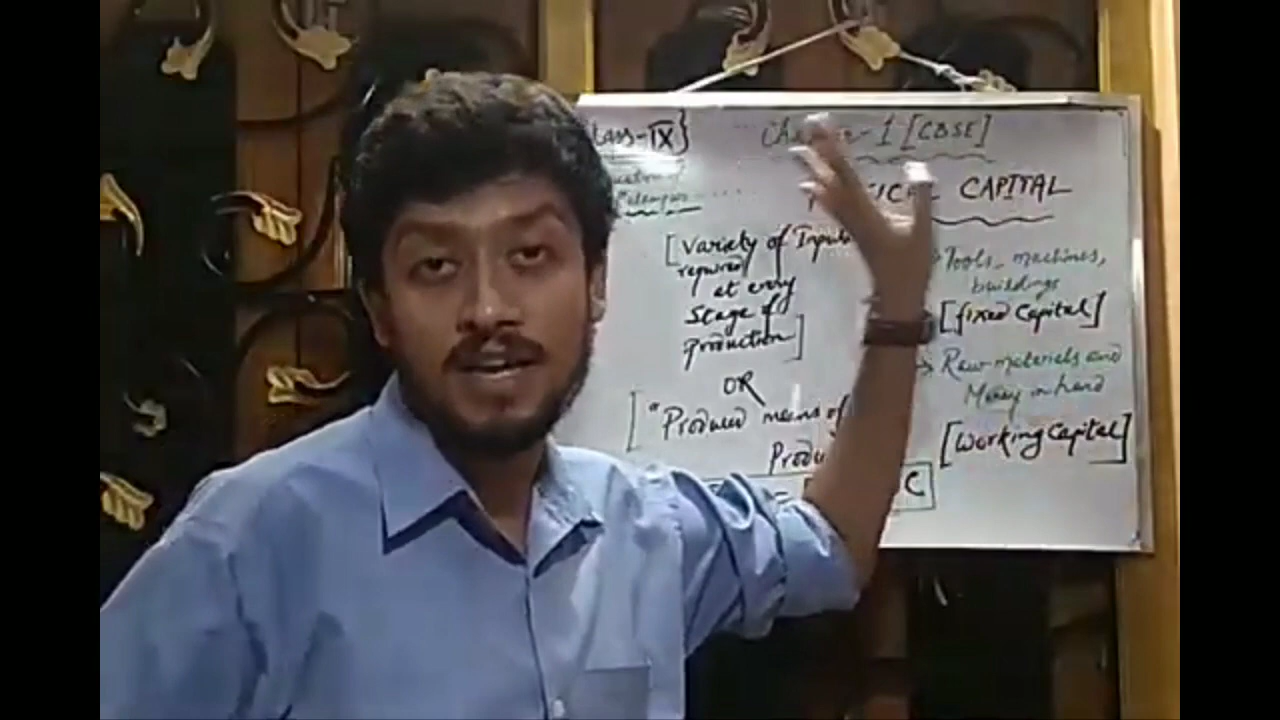 Class-IX}
Chapter-1 [CBSE]
CAPITAL
[Variety of Inputs
required
at every
stage of
Production]
OR
["Produced means of
→ Tools, machines,
buildings
[fixed Capital]
→ Raw-materials and
Money in hand
[Working Capital]
C